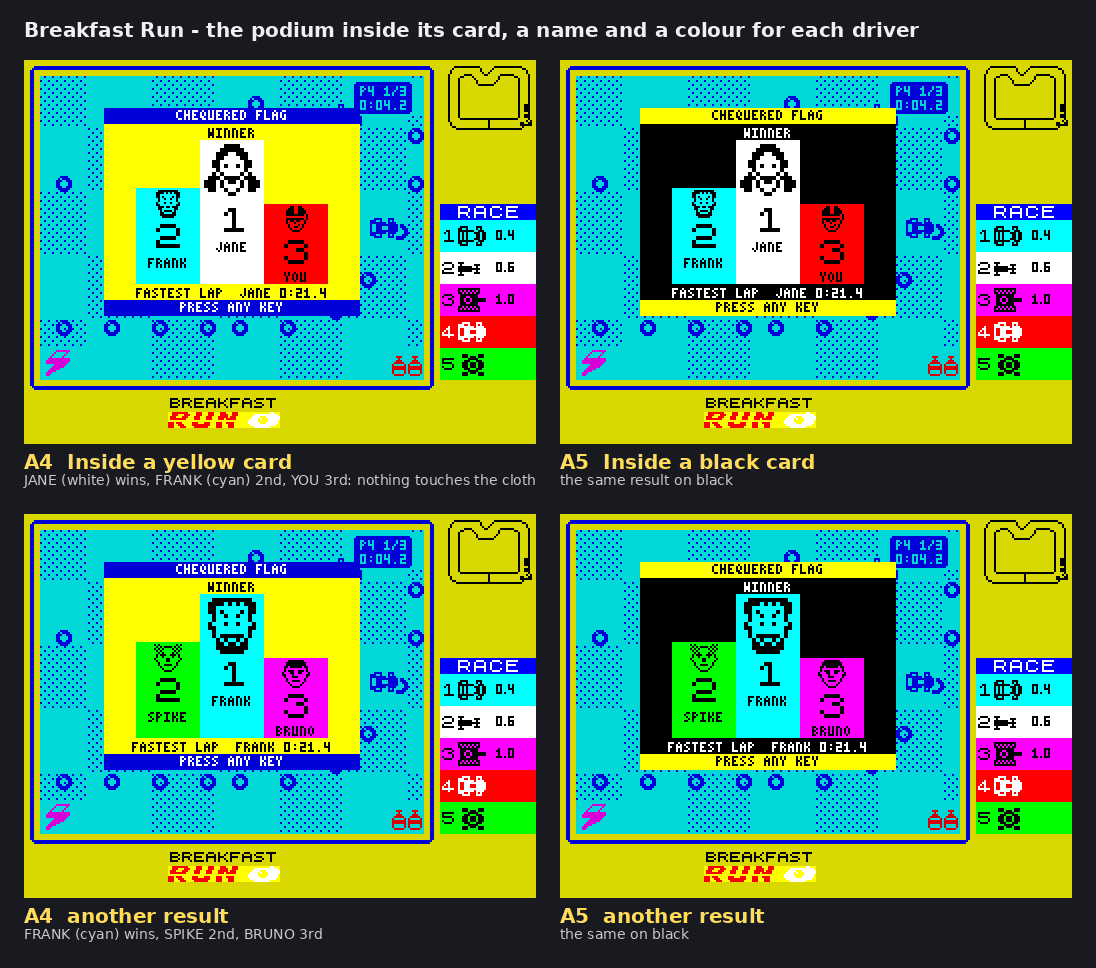 Breakfast Run - the podium inside its card, a name and a colour for each driver
P4 1/3
0:04.2
CHEQUERED FLAG
WINNER
1
JANE
2
FRANK
3
YOU
FASTEST LAP JANE 0:21.4
PRESS ANY KEY
RACE
1 0.4
2 0.6
3 1.0
4
5
BREAKFAST
RUN
A4 Inside a yellow card
JANE (white) wins, FRANK (cyan) 2nd, YOU 3rd: nothing touches the cloth
P4 1/3
0:04.2
CHEQUERED FLAG
WINNER
1
JANE
2
FRANK
3
YOU
FASTEST LAP JANE 0:21.4
PRESS ANY KEY
RACE
1 0.4
2 0.6
3 1.0
4
5
BREAKFAST
RUN
A5 Inside a black card
the same result on black
P4 1/3
0:04.2
CHEQUERED FLAG
WINNER
1
FRANK
2
SPIKE
3
BRUNO
FASTEST LAP FRANK 0:21.4
PRESS ANY KEY
RACE
1 0.4
2 0.6
3 1.0
4
5
BREAKFAST
RUN
A4 another result
FRANK (cyan) wins, SPIKE 2nd, BRUNO 3rd
P4 1/3
0:04.2
CHEQUERED FLAG
WINNER
1
FRANK
2
SPIKE
3
BRUNO
FASTEST LAP FRANK 0:21.4
PRESS ANY KEY
RACE
1 0.4
2 0.6
3 1.0
4
5
BREAKFAST
RUN
A5 another result
the same on black